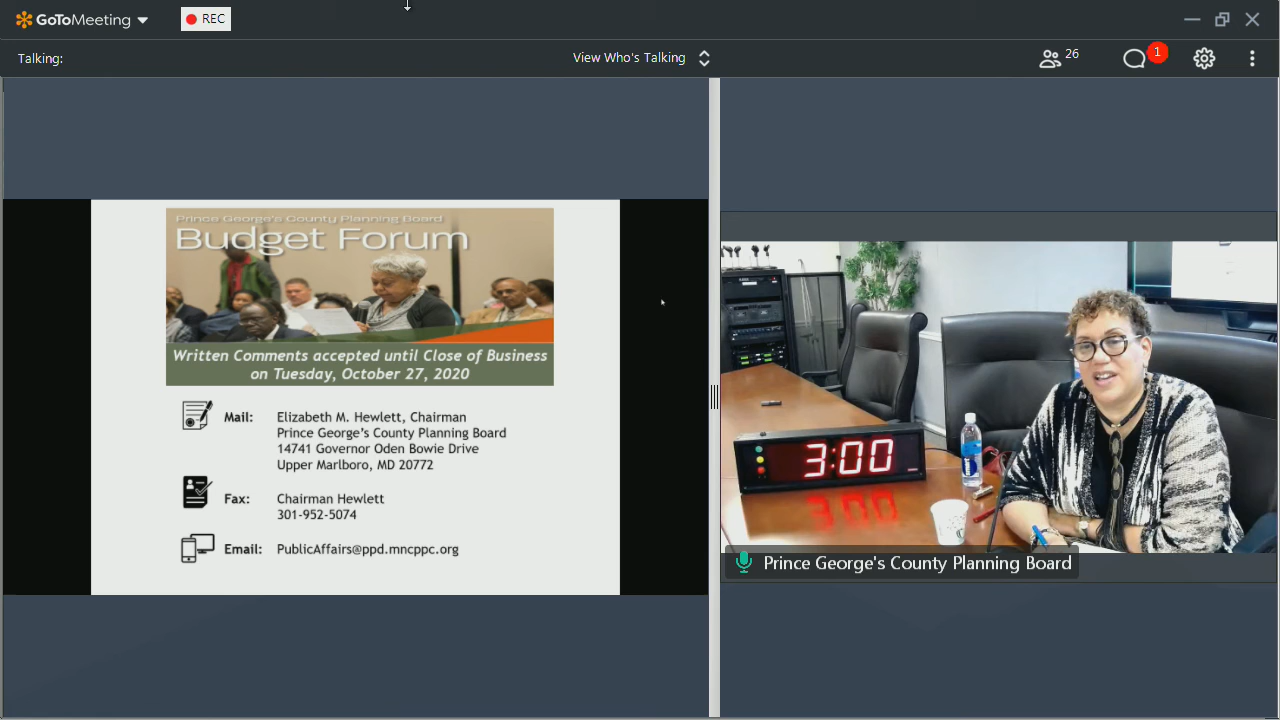 GoToMeeting
REC
Talking:
View Who's Talking
26
1
Prince George's County Planning Board
Budget Forum
Written Comments accepted until Close of Business
on Tuesday, October 27, 2020
Mail:
Elizabeth M. Hewlett, Chairman
Prince George's County Planning Board
14741 Governor Oden Bowie Drive
Upper Marlboro, MD 20772
Fax:
Chairman Hewlett
301-952-5074
Email:
PublicAffairs@ppd.mncppc.org
3:00
Prince George's County Planning Board